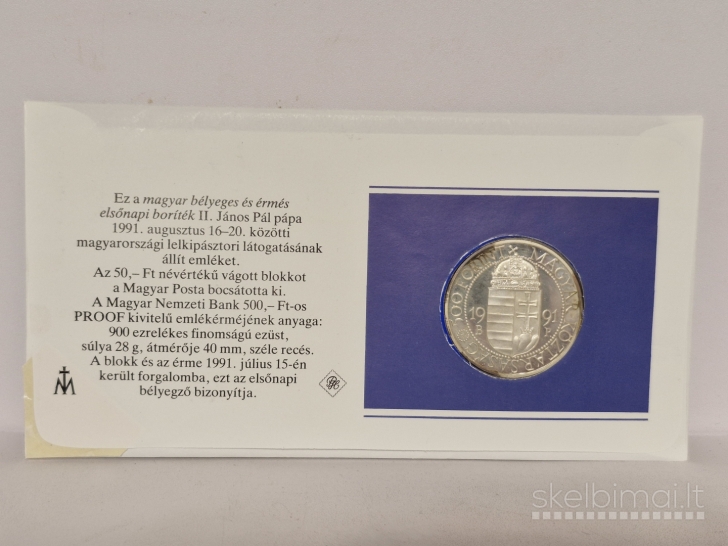 Ez a magyar bélyeges és érmés
elsőnapi boríték II. János Pál pápa
1991. augusztus 16–20. közötti
magyarországi lelkipásztori látogatásának
állít emléket.
Az 50,– Ft névértékű vágott blokkot
a Magyar Posta bocsátotta ki.
A Magyar Nemzeti Bank 500,– Ft-os
PROOF kivitelű emlékérméjének anyaga:
900 ezrelékes finomságú ezüst,
súlya 28 g, átmérője 40 mm, széle recés.
A blokk és az érme 1991. július 15-én
került forgalomba, ezt az elsőnapi
bélyegző bizonyítja.
MAGYAR KÖZTÁRSASÁG
500 FORINT
19 91
B P
skelbimai.lt